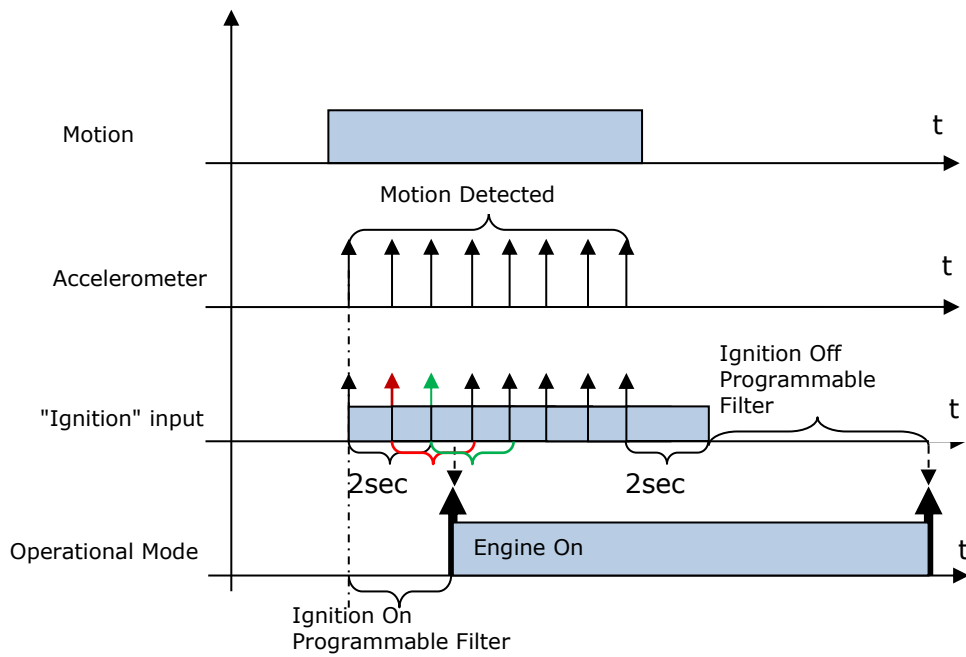 t
Motion
Motion Detected
t
Accelerometer
Ignition Off
Programmable
Filter
t
"Ignition" input
2sec
2sec
Engine On
t
Operational Mode
Ignition On
Programmable Filter